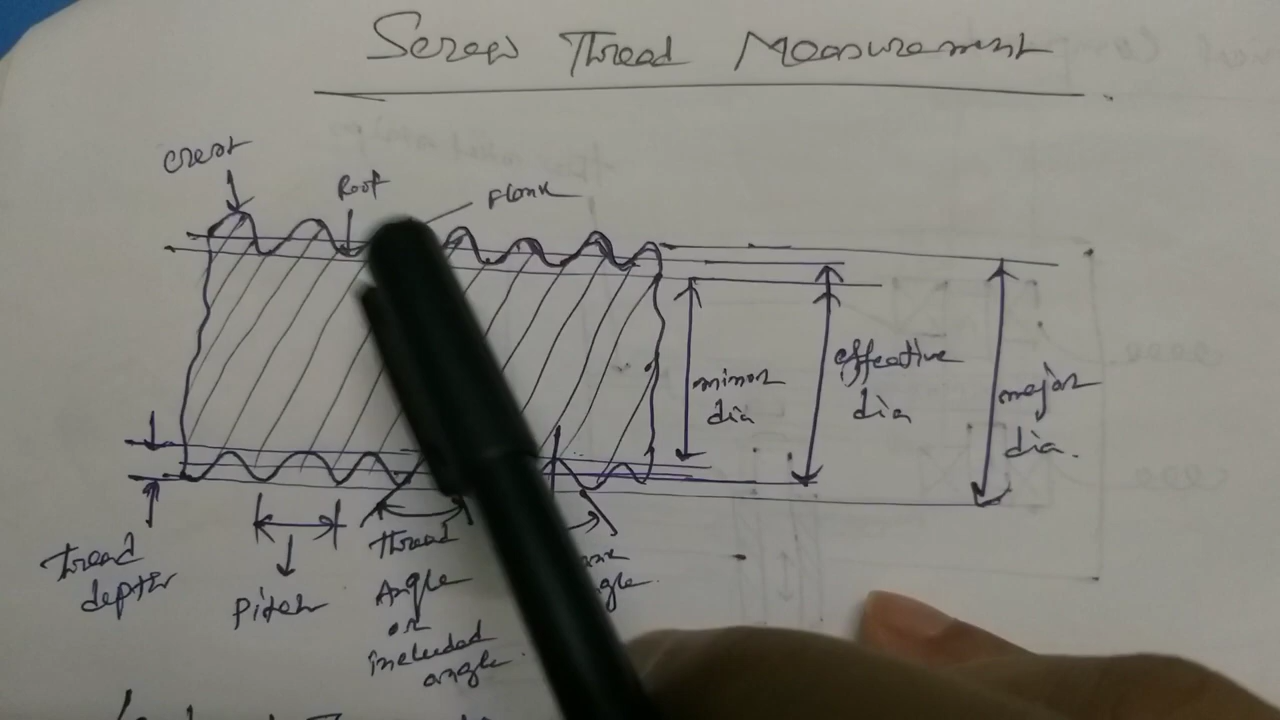 Screw Thread Measurement
crest
Root
Flank
minor
dia
effective
dia
major
dia.
Tread
depth
Pitch
Thread
Angle
or
included
angle.